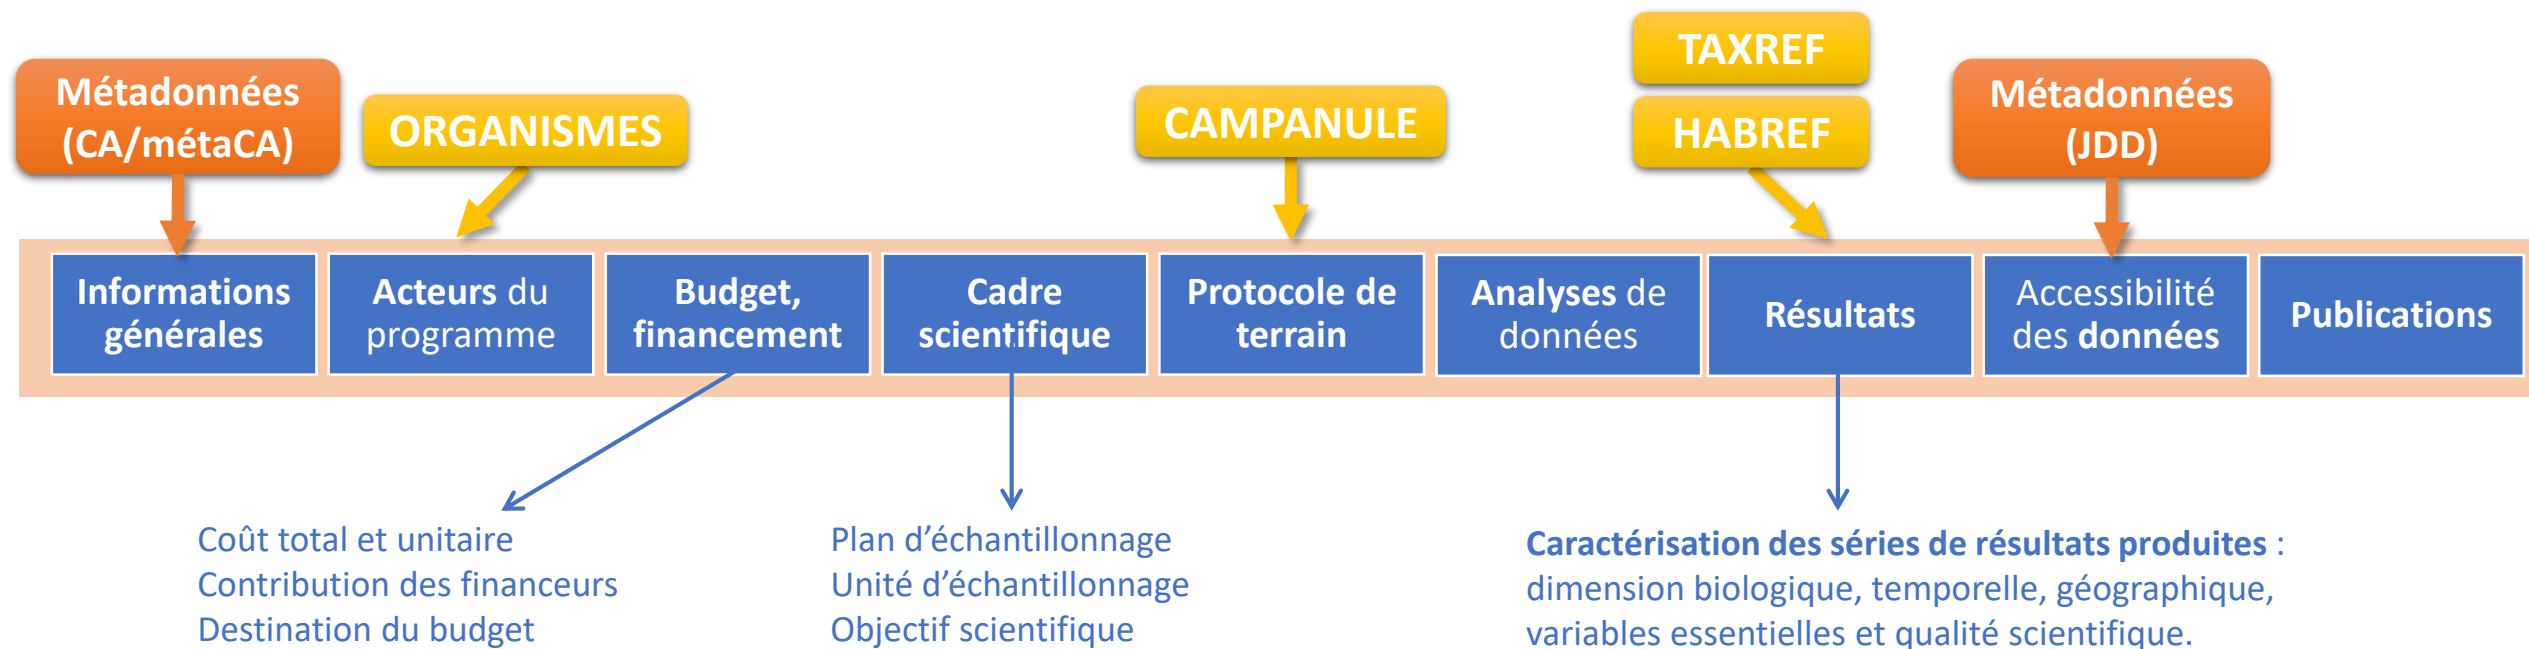 Métadonnées
(CA/métaCA)
ORGANISMES
CAMPANULE
TAXREF
HABREF
Métadonnées
(JDD)
Informations
générales
Acteurs du
programme
Budget,
financement
Cadre
scientifique
Protocole de
terrain
Analyses de
données
Résultats
Accessibilité
des données
Publications
Coût total et unitaire
Contribution des financeurs
Destination du budget
Plan d’échantillonnage
Unité d’échantillonnage
Objectif scientifique
Caractérisation des séries de résultats produites :
dimension biologique, temporelle, géographique,
variables essentielles et qualité scientifique.